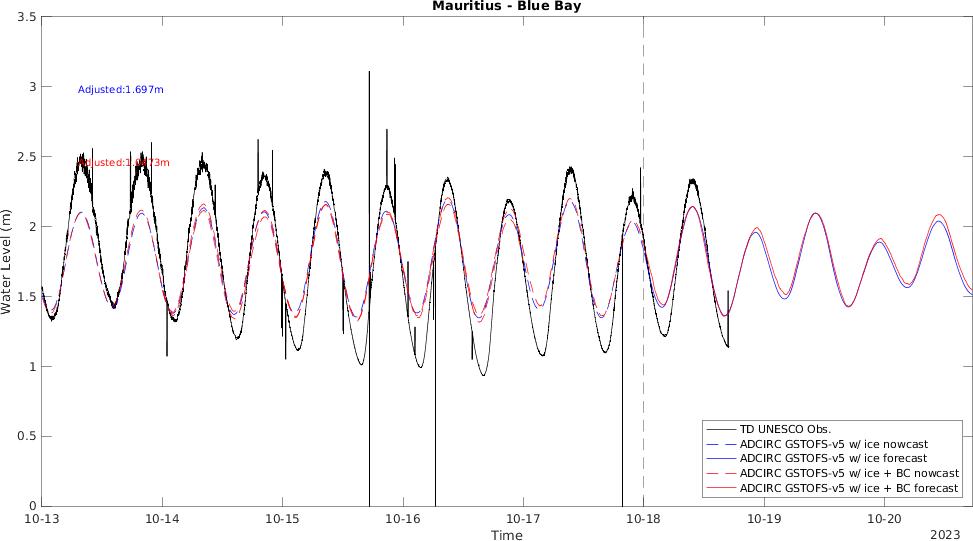 Mauritius - Blue Bay
3.5
3
2.5
2
1.5
1
0.5
0
Water Level (m)
Adjusted:1.697m
10-13
10-14
10-15
10-16
10-17
10-18
10-19
10-20
Time
2023
TD UNESCO Obs.
ADCIRC GSTOFS-v5 w/ ice nowcast
ADCIRC GSTOFS-v5 w/ ice forecast
ADCIRC GSTOFS-v5 w/ ice + BC nowcast
ADCIRC GSTOFS-v5 w/ ice + BC forecast